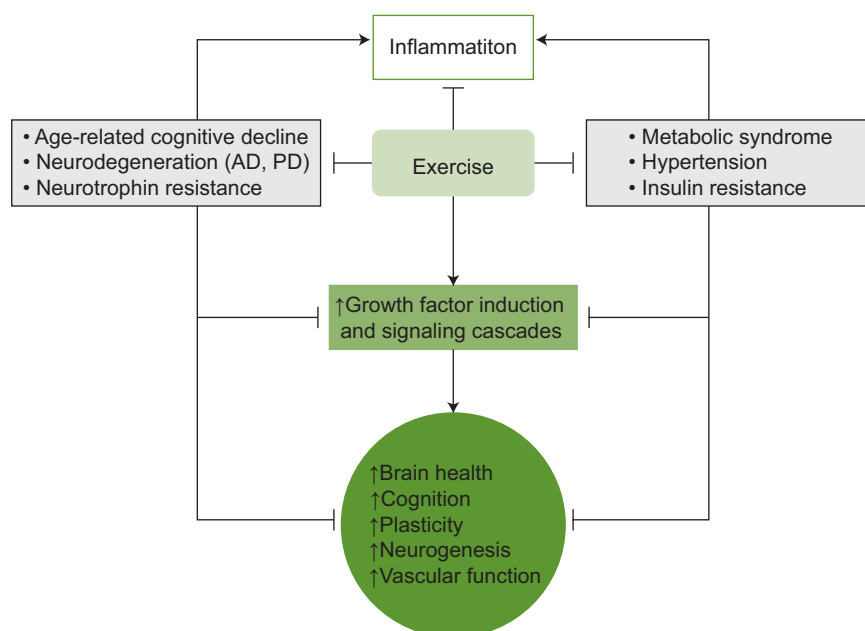 Inflammatiton
• Age-related cognitive decline
• Neurodegeneration (AD, PD)
• Neurotrophin resistance
Exercise
• Metabolic syndrome
• Hypertension
• Insulin resistance
↑Growth factor induction
and signaling cascades
↑Brain health
↑Cognition
↑Plasticity
↑Neurogenesis
↑Vascular function